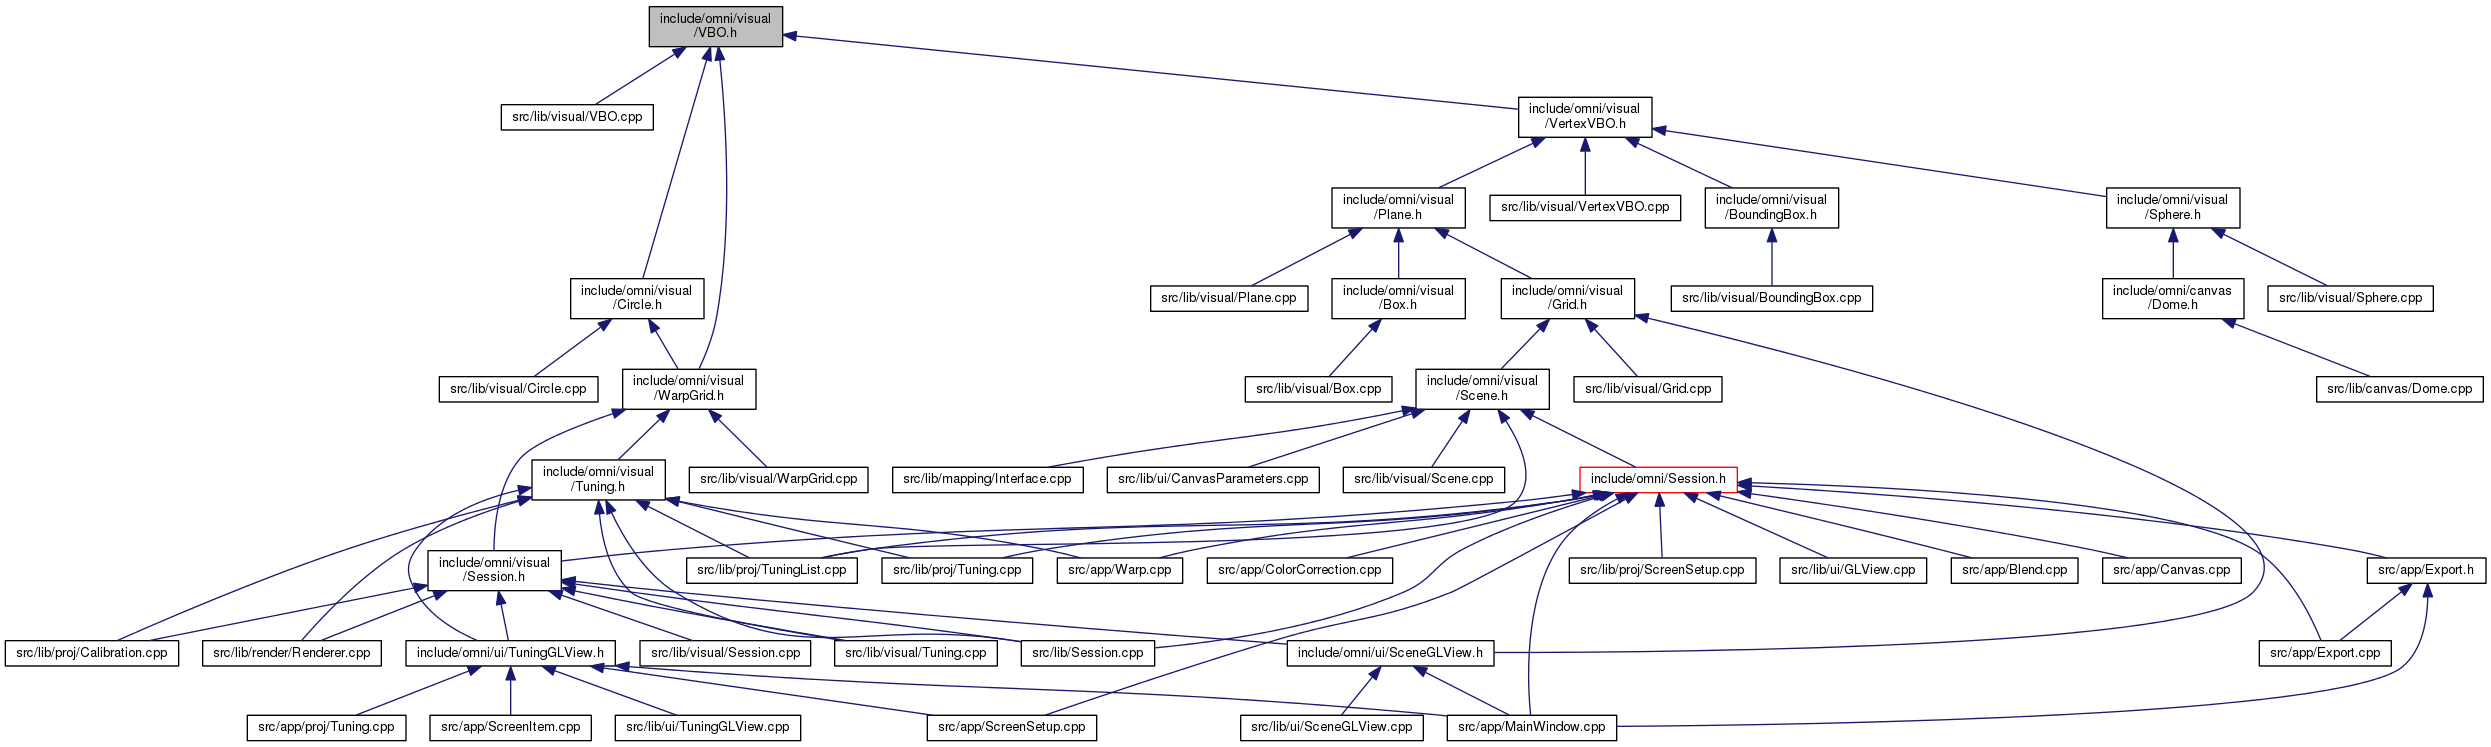 include/omni/visual
/VBO.h
src/lib/visual/VBO.cpp
include/omni/visual
/VertexVBO.h
include/omni/visual
/Plane.h
src/lib/visual/VertexVBO.cpp
include/omni/visual
/BoundingBox.h
include/omni/visual
/Sphere.h
include/omni/visual
/Circle.h
src/lib/visual/Plane.cpp
include/omni/visual
/Box.h
include/omni/visual
/Grid.h
src/lib/visual/BoundingBox.cpp
include/omni/canvas
/Dome.h
src/lib/visual/Sphere.cpp
src/lib/visual/Circle.cpp
include/omni/visual
/WarpGrid.h
src/lib/visual/Box.cpp
include/omni/visual
/Scene.h
src/lib/visual/Grid.cpp
src/lib/canvas/Dome.cpp
include/omni/visual
/Tuning.h
src/lib/visual/WarpGrid.cpp
src/lib/mapping/Interface.cpp
src/lib/ui/CanvasParameters.cpp
src/lib/visual/Scene.cpp
include/omni/Session.h
include/omni/visual
/Session.h
src/lib/proj/TuningList.cpp
src/lib/proj/Tuning.cpp
src/app/Warp.cpp
src/app/ColorCorrection.cpp
src/lib/proj/ScreenSetup.cpp
src/lib/ui/GLView.cpp
src/app/Blend.cpp
src/app/Canvas.cpp
src/app/Export.h
src/lib/proj/Calibration.cpp
src/lib/render/Renderer.cpp
include/omni/ui/TuningGLView.h
src/lib/visual/Session.cpp
src/lib/visual/Tuning.cpp
src/lib/Session.cpp
include/omni/ui/SceneGLView.h
src/app/Export.cpp
src/app/proj/Tuning.cpp
src/app/ScreenItem.cpp
src/lib/ui/TuningGLView.cpp
src/app/ScreenSetup.cpp
src/lib/ui/SceneGLView.cpp
src/app/MainWindow.cpp